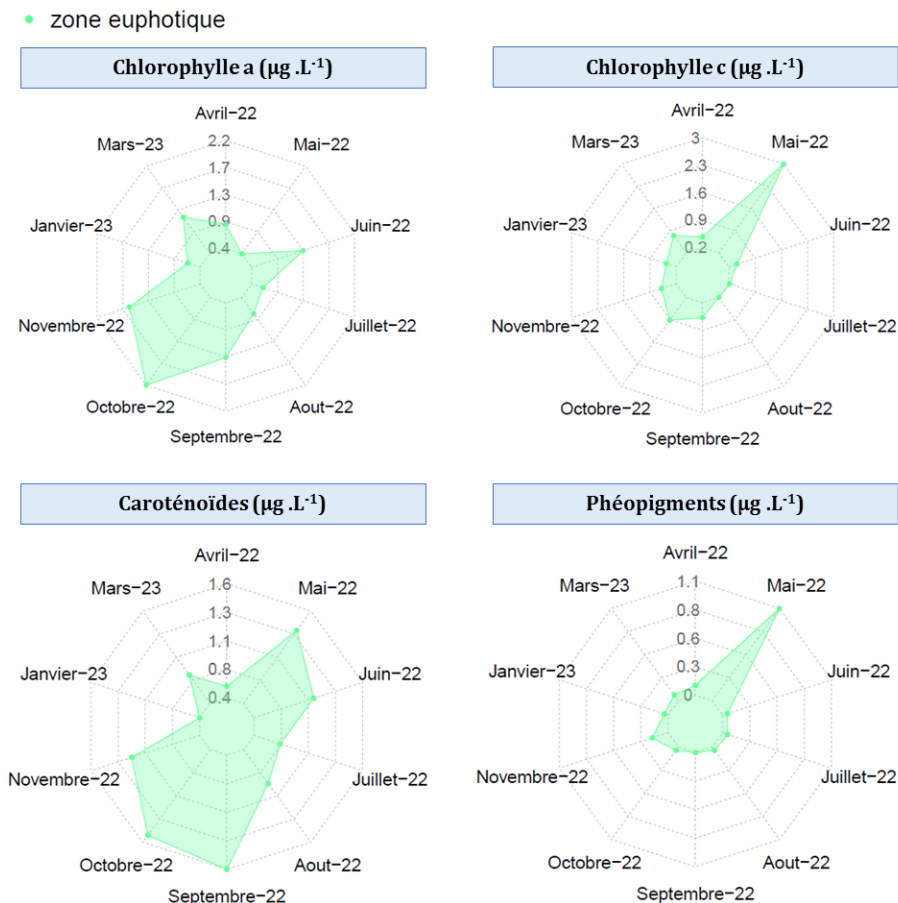 zone euphotique
Chlorophylle a (µg .L-1)
Avril−22
Mai−22
Juin−22
Juillet−22
Aout−22
Septembre−22
Octobre−22
Novembre−22
Janvier−23
Mars−23
2.2
1.7
1.3
0.9
0.4
Chlorophylle c (µg .L-1)
Avril−22
Mai−22
Juin−22
Juillet−22
Aout−22
Septembre−22
Octobre−22
Novembre−22
Janvier−23
Mars−23
3
2.3
1.6
0.9
0.2
Caroténoïdes (µg .L-1)
Avril−22
Mai−22
Juin−22
Juillet−22
Aout−22
Septembre−22
Octobre−22
Novembre−22
Janvier−23
Mars−23
1.6
1.3
1.1
0.8
0.4
Phéopigments (µg .L-1)
Avril−22
Mai−22
Juin−22
Juillet−22
Aout−22
Septembre−22
Octobre−22
Novembre−22
Janvier−23
Mars−23
1.1
0.8
0.6
0.3
0